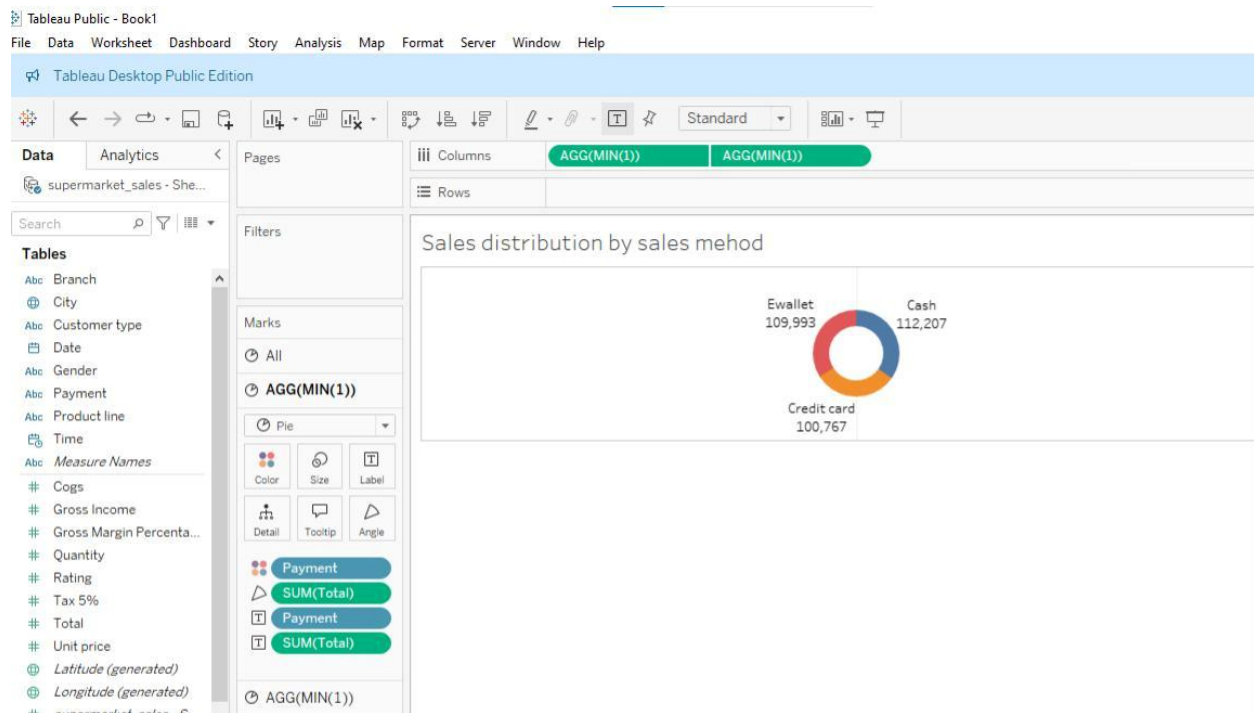 Tableau Public - Book1
File Data Worksheet Dashboard Story Analysis Map Format Server Window Help
Tableau Desktop Public Edition
Standard
Data Analytics
supermarket_sales - She...
Search
Tables
Abc Branch
City
Abc Customer type
Date
Abc Gender
Abc Payment
Abc Product line
Time
Abc Measure Names
# Cogs
# Gross Income
# Gross Margin Percenta...
# Quantity
# Rating
# Tax 5%
# Total
# Unit price
Latitude (generated)
Longitude (generated)
Pages
Filters
Marks
All
AGG(MIN(1))
Pie
Color Size Label
Detail Tooltip Angle
Payment
SUM(Total)
T Payment
T SUM(Total)
AGG(MIN(1))
Columns AGG(MIN(1)) AGG(MIN(1))
Rows
Sales distribution by sales mehod
Ewallet
109,993
Cash
112,207
Credit card
100,767